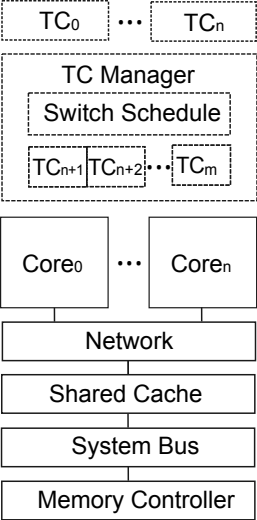 TC0 ... TCn
TC Manager
Switch Schedule
TCn+1 TCn+2 ... TCm
Core0 ... Coren
Network
Shared Cache
System Bus
Memory Controller